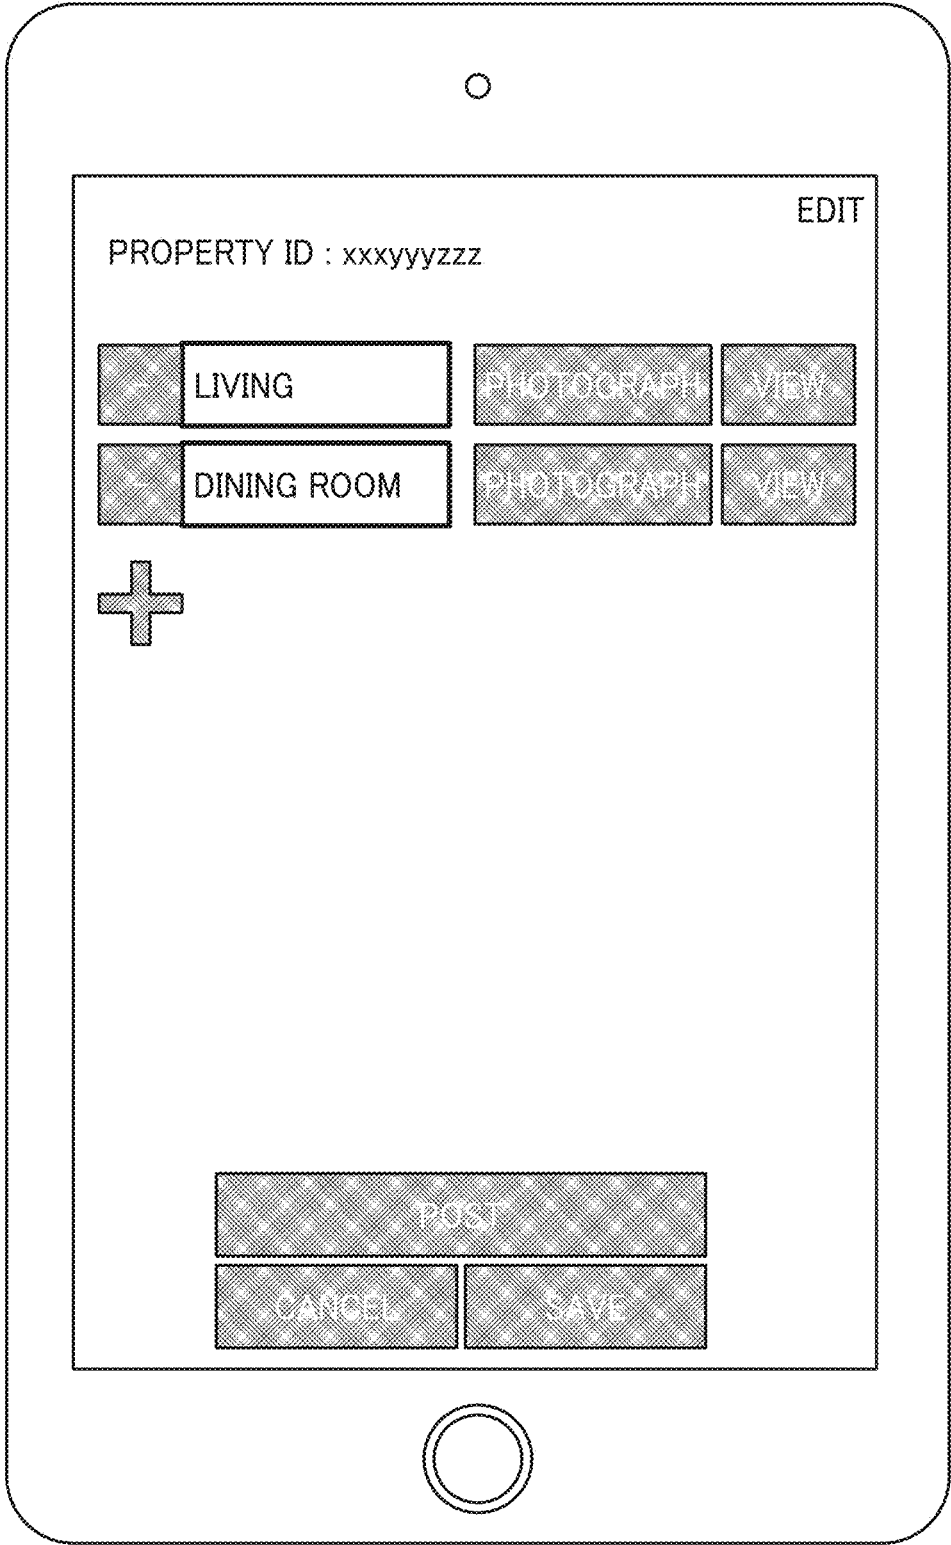 EDIT
PROPERTY ID : xxxyyyzzz
- LIVING PHOTOGRAPH VIEW
- DINING ROOM PHOTOGRAPH VIEW
POST
CANCEL SAVE